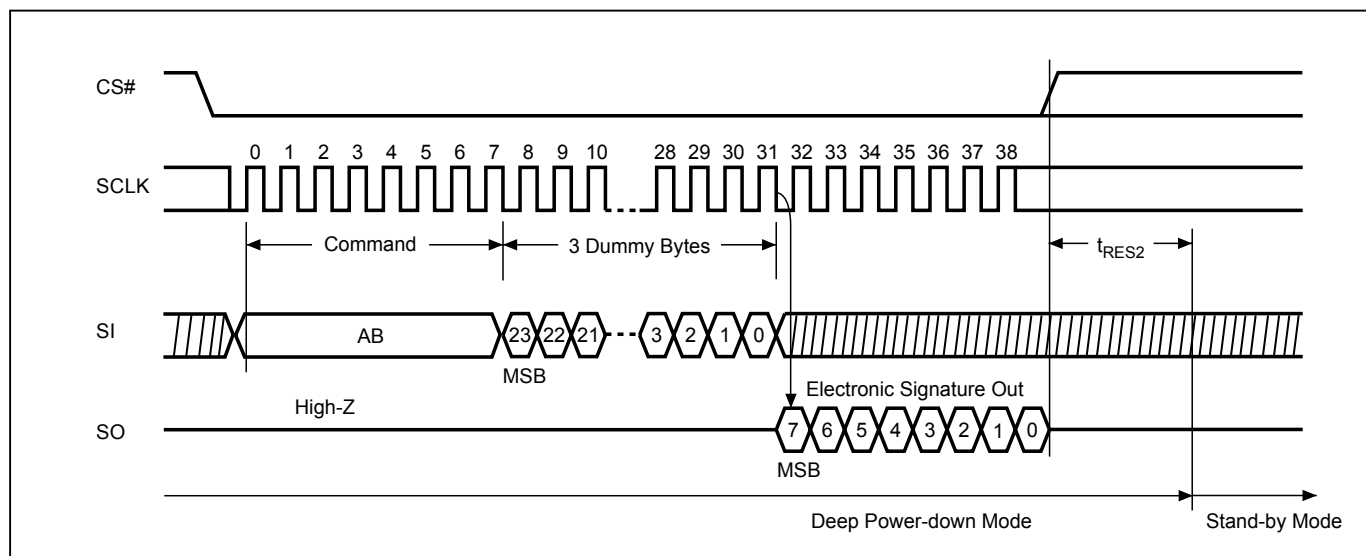 CS#
0 1 2 3 4 5 6 7 8 9 10 28 29 30 31 32 33 34 35 36 37 38
SCLK
Command 3 Dummy Bytes tRES2
SI AB 23 22 21 3 2 1 0
MSB
Electronic Signature Out
High-Z
SO 7 6 5 4 3 2 1 0
MSB
Deep Power-down Mode Stand-by Mode